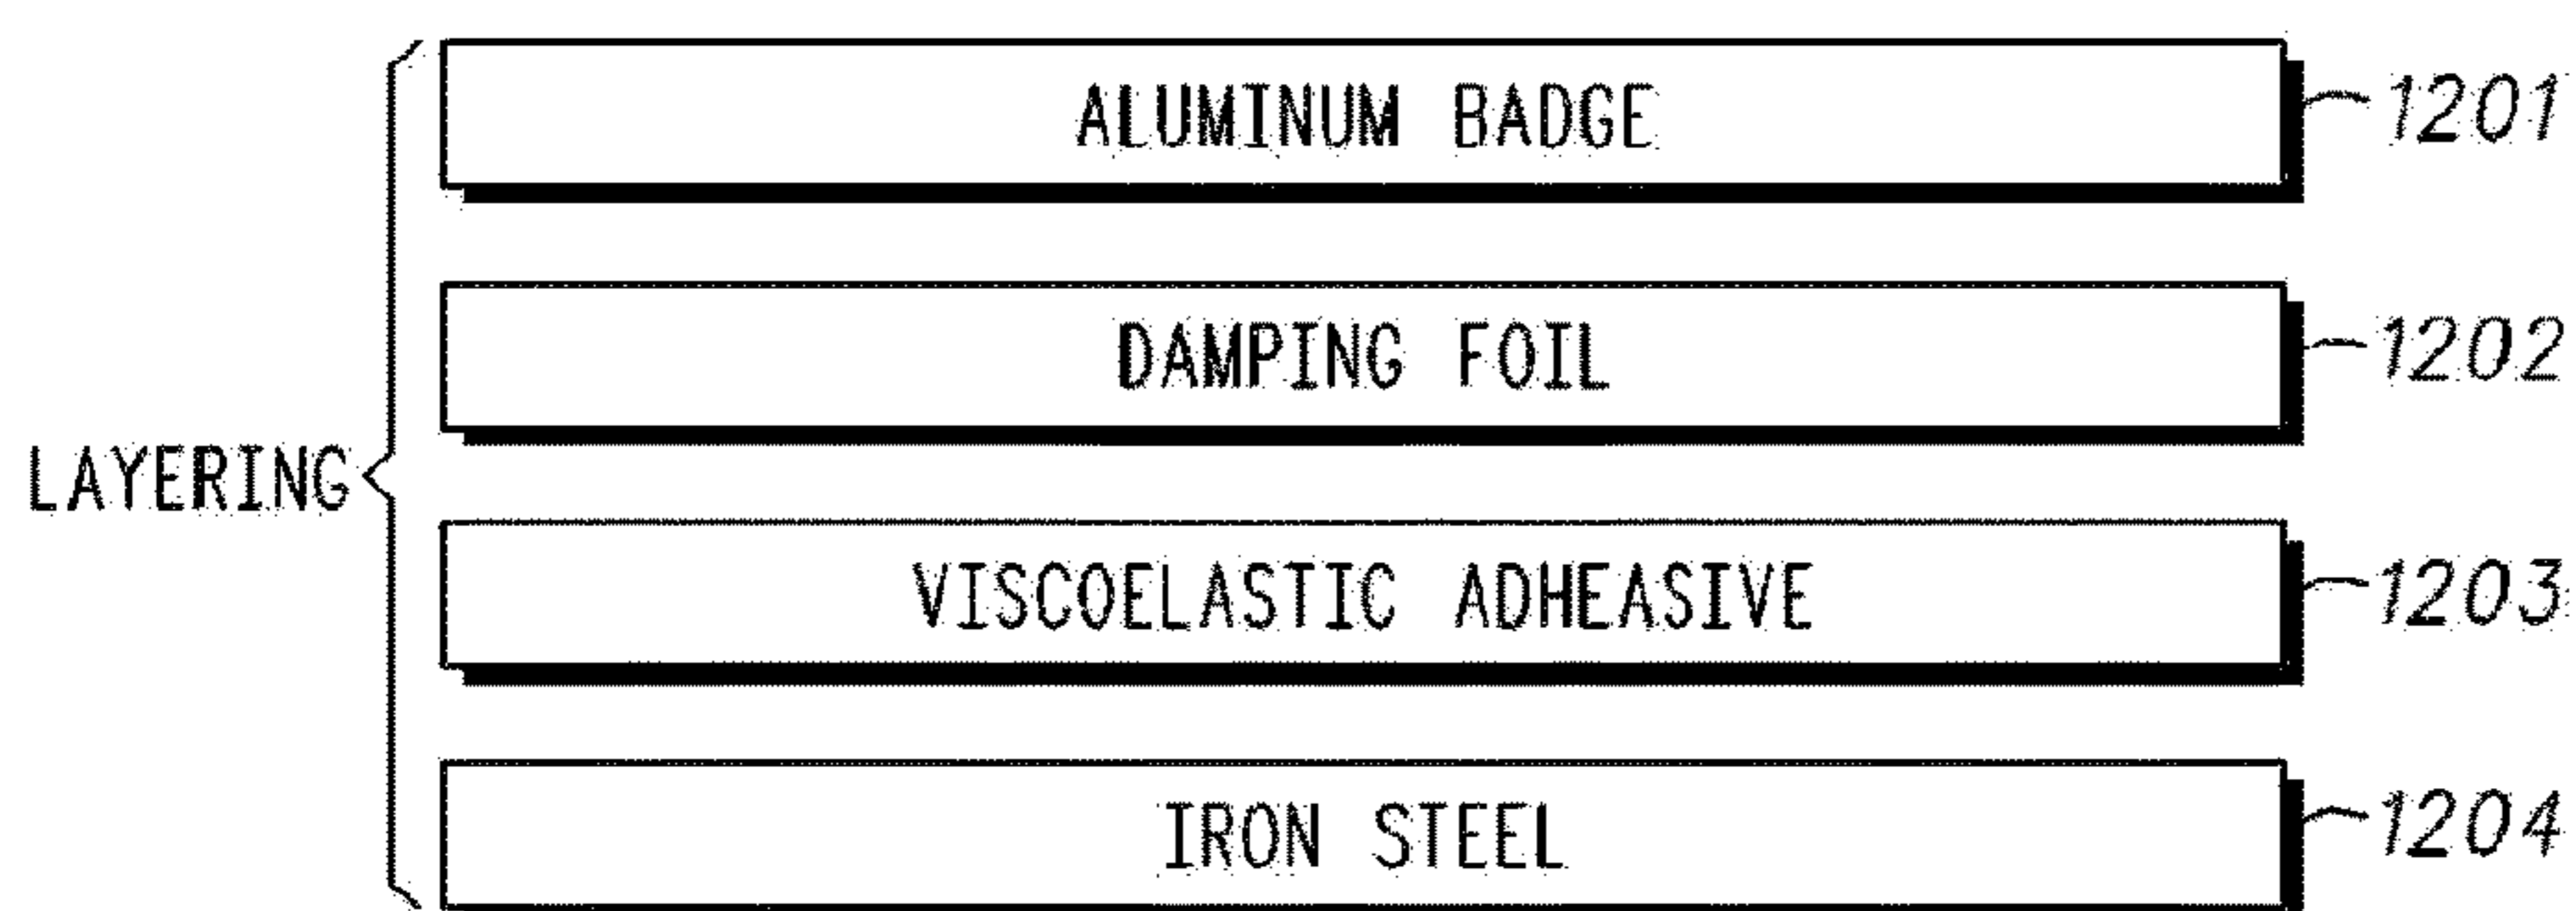 ALUMINUM BADGE 1201
DAMPING FOIL 1202
LAYERING
VISCOELASTIC ADHEASIVE 1203
IRON STEEL 1204